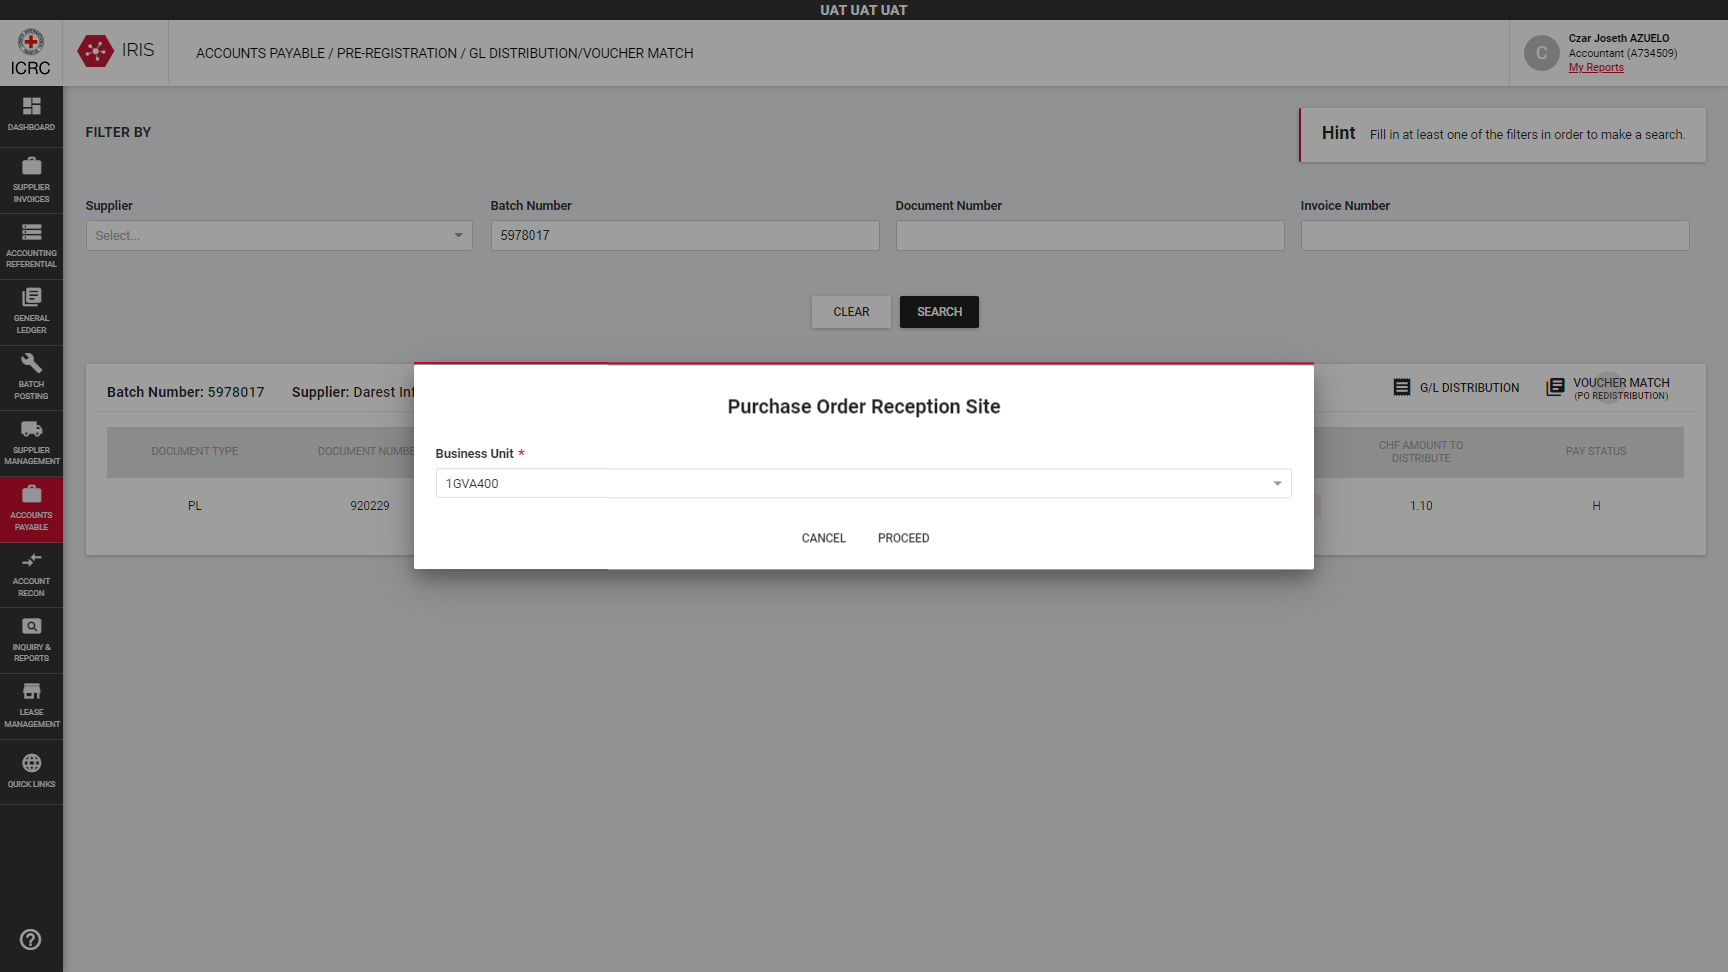 UAT UAT UAT
ICRC
IRIS
ACCOUNTS PAYABLE / PRE-REGISTRATION / GL DISTRIBUTION/VOUCHER MATCH
C
Czar Joseth AZUELO
Accountant (A734509)
My Reports
DASHBOARD
SUPPLIER
INVOICES
ACCOUNTING
REFERENTIAL
GENERAL
LEDGER
BATCH
POSTING
SUPPLIER
MANAGEMENT
ACCOUNTS
PAYABLE
ACCOUNT
RECON
INQUIRY &
REPORTS
LEASE
MANAGEMENT
QUICK LINKS
FILTER BY
Hint Fill in at least one of the filters in order to make a search.
Supplier
Select...
Batch Number
5978017
Document Number
Invoice Number
CLEAR
SEARCH
Batch Number: 5978017 Supplier: Darest Inf
G/L DISTRIBUTION
VOUCHER MATCH
(PO REDISTRIBUTION)
DOCUMENT TYPE
DOCUMENT NUMBE
CHF AMOUNT TO
DISTRIBUTE
PAY STATUS
PL
920229
1.10
H
Purchase Order Reception Site
Business Unit *
1GVA400
CANCEL
PROCEED